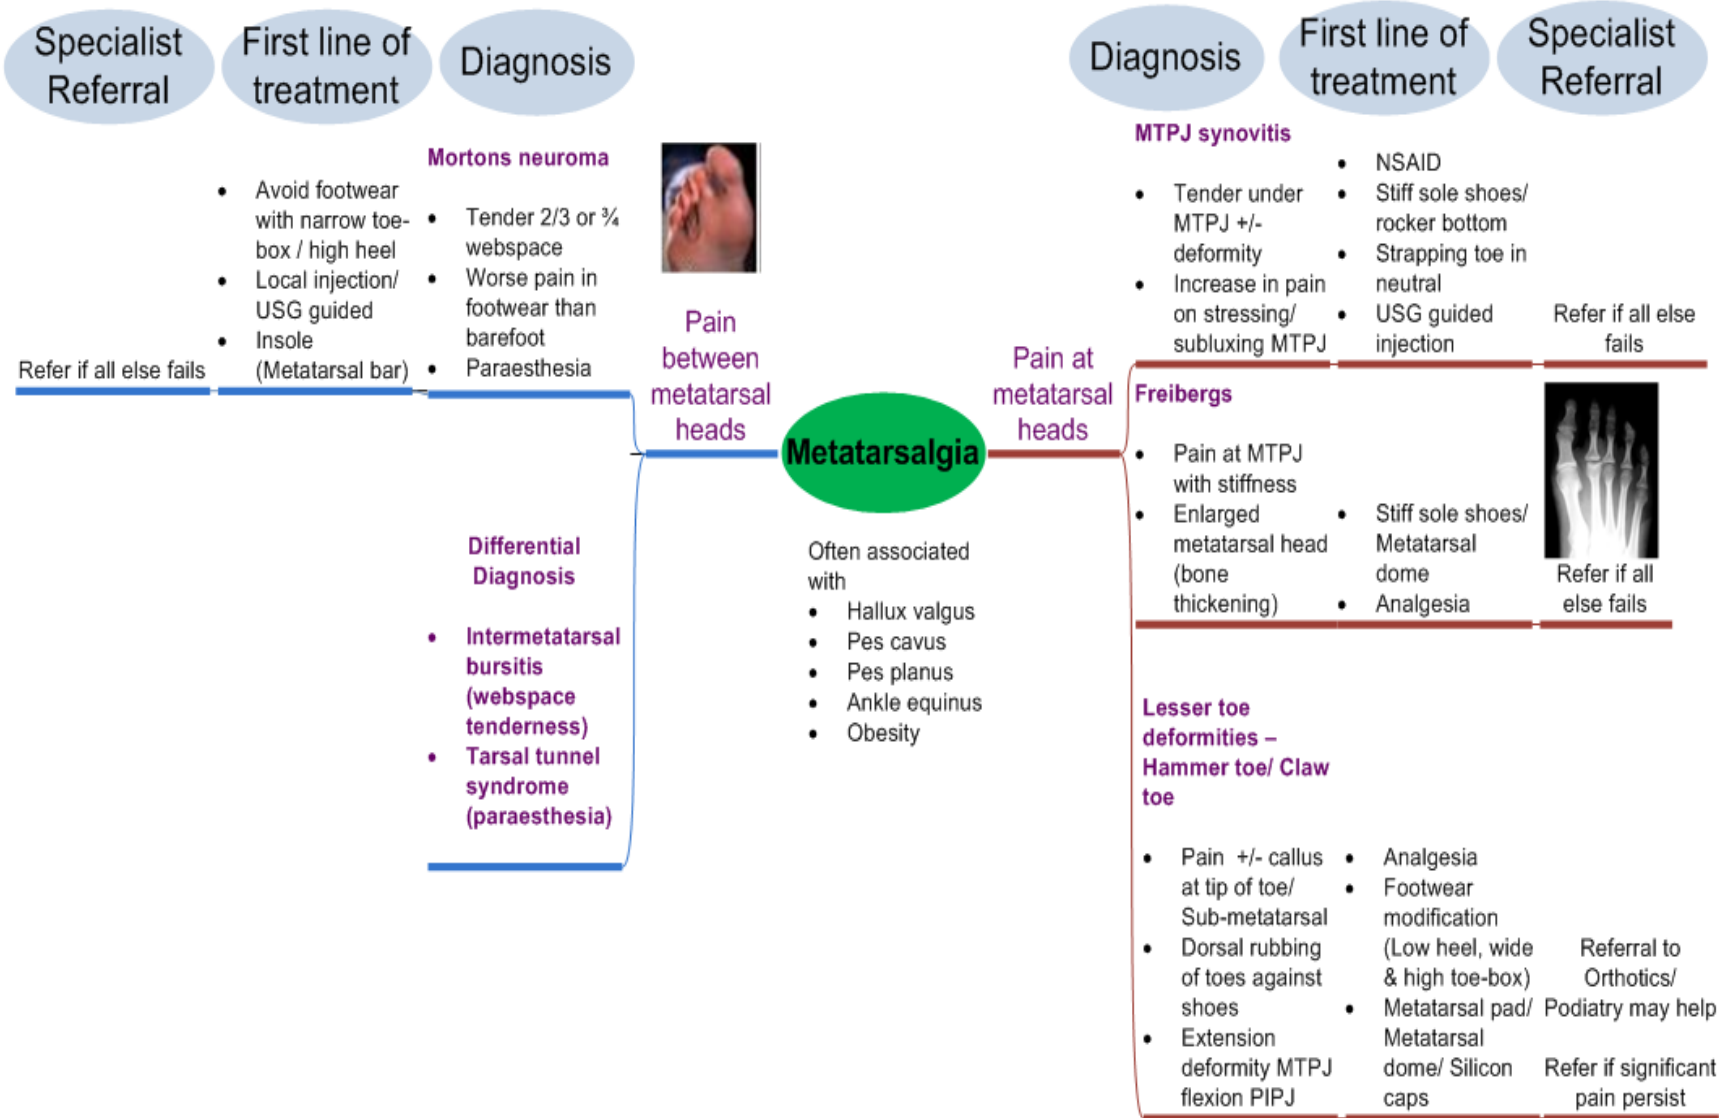 Specialist
Referral
First line of
treatment
Diagnosis
Mortons neuroma
• Tender 2/3 or ¾
webspace
• Worse pain in
footwear than
barefoot
• Paraesthesia
• Avoid footwear
with narrow toe-
box / high heel
• Local injection/
USG guided
• Insole
(Metatarsal bar)
Refer if all else fails
Differential
Diagnosis
• Intermetatarsal
bursitis
(webspace
tenderness)
• Tarsal tunnel
syndrome
(paraesthesia)
Pain
between
metatarsal
heads
Metatarsalgia
Often associated
with
• Hallux valgus
• Pes cavus
• Pes planus
• Ankle equinus
• Obesity
Pain at
metatarsal
heads
Diagnosis
First line of
treatment
Specialist
Referral
MTPJ synovitis
• Tender under
MTPJ +/-
deformity
• Increase in pain
on stressing/
subluxing MTPJ
• NSAID
• Stiff sole shoes/
rocker bottom
• Strapping toe in
neutral
• USG guided
injection
Refer if all else
fails
Freibergs
• Pain at MTPJ
with stiffness
• Enlarged
metatarsal head
(bone
thickening)
• Stiff sole shoes/
Metatarsal
dome
• Analgesia
Refer if all
else fails
Lesser toe
deformities –
Hammer toe/ Claw
toe
• Pain +/- callus
at tip of toe/
Sub-metatarsal
• Dorsal rubbing
of toes against
shoes
• Extension
deformity MTPJ
flexion PIPJ
• Analgesia
• Footwear
modification
(Low heel, wide
& high toe-box)
• Metatarsal pad/
Metatarsal
dome/ Silicon
caps
Referral to
Orthotics/
Podiatry may help
Refer if significant
pain persist